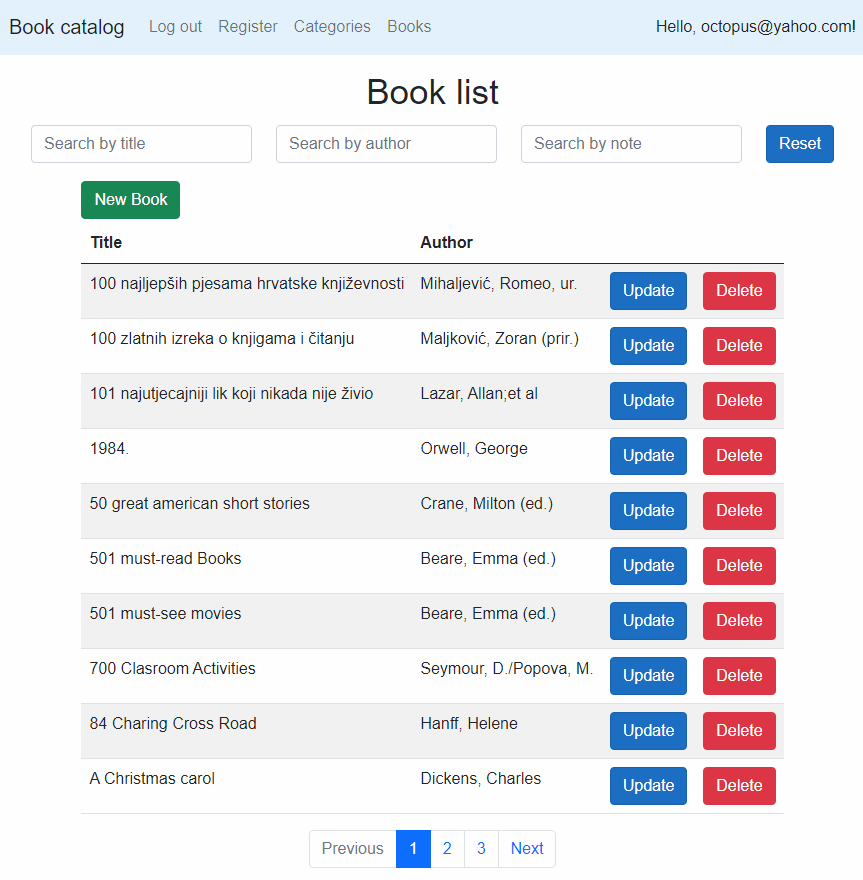 Book catalog Log out Register Categories Books Hello, octopus@yahoo.com!
Book list
Search by title Search by author Search by note Reset
New Book
Title Author
100 najljepših pjesama hrvatske književnosti Mihaljević, Romeo, ur. Update Delete
100 zlatnih izreka o knjigama i čitanju Maljković, Zoran (prir.) Update Delete
101 najutjecajniji lik koji nikada nije živio Lazar, Allan;et al Update Delete
1984. Orwell, George Update Delete
50 great american short stories Crane, Milton (ed.) Update Delete
501 must-read Books Beare, Emma (ed.) Update Delete
501 must-see movies Beare, Emma (ed.) Update Delete
700 Clasroom Activities Seymour, D./Popova, M. Update Delete
84 Charing Cross Road Hanff, Helene Update Delete
A Christmas carol Dickens, Charles Update Delete
Previous 1 2 3 Next